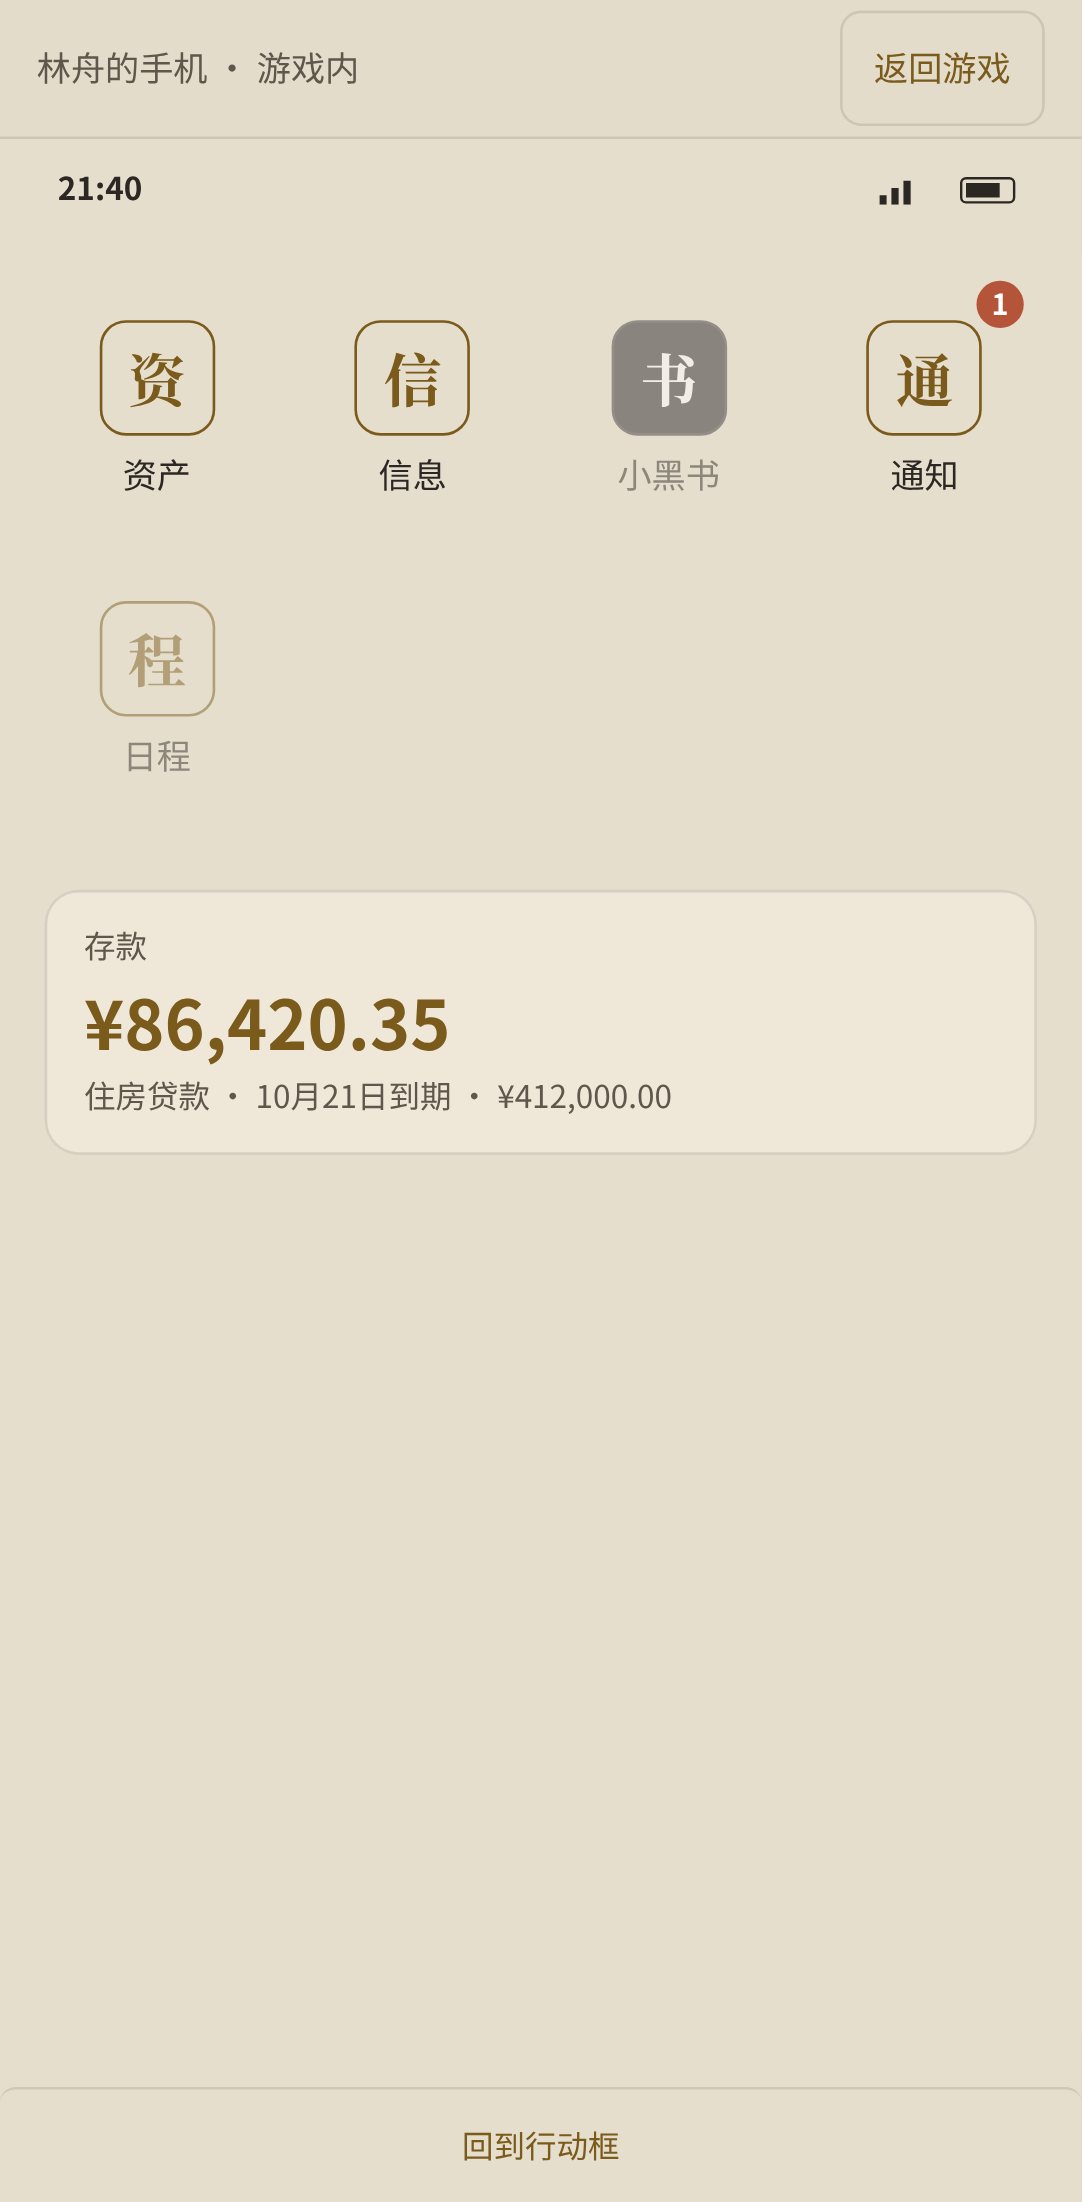 林舟的手机 · 游戏内
返回游戏
21:40
1
资 信 书 通
资产 信息 小黑书 通知
程
日程
存款
¥86,420.35
住房贷款 · 10月21日到期 · ¥412,000.00
回到行动框